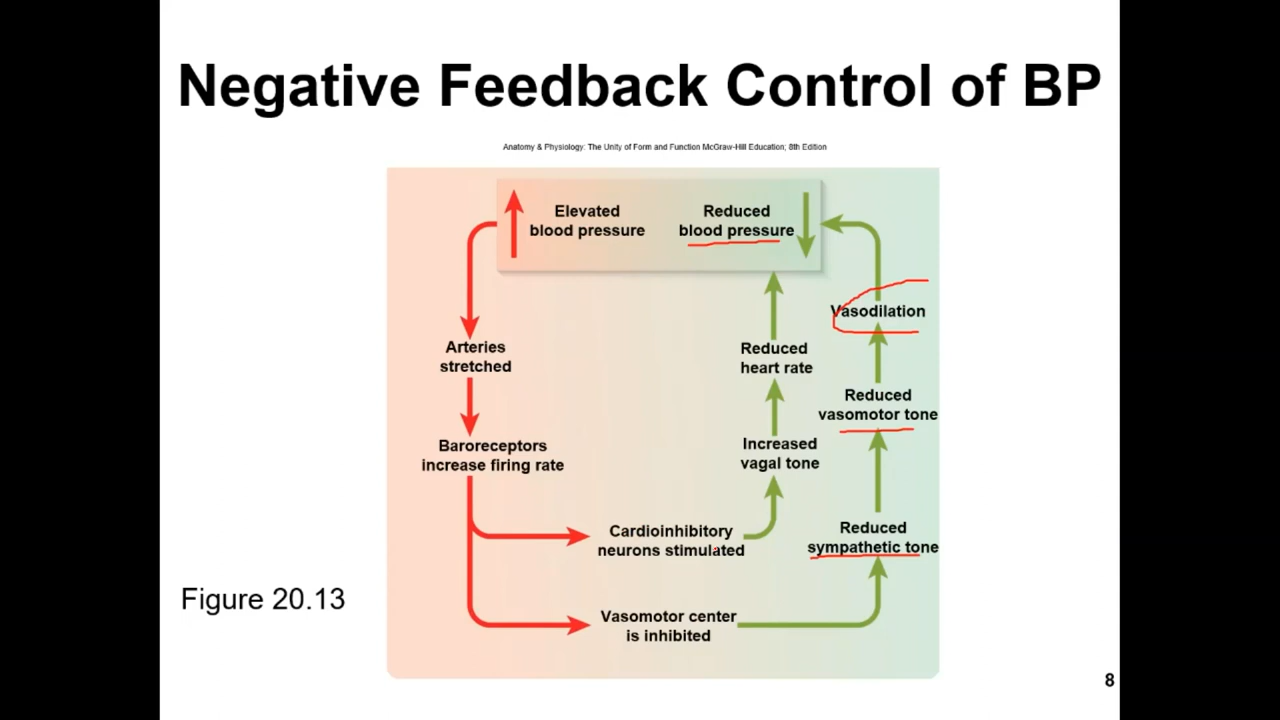 Negative Feedback Control of BP
Anatomy & Physiology: The Unity of Form and Function McGraw-Hill Education; 8th Edition
Elevated
blood pressure
Reduced
blood pressure
Arteries
stretched
Baroreceptors
increase firing rate
Cardioinhibitory
neurons stimulated
Increased
vagal tone
Reduced
heart rate
Vasomotor center
is inhibited
Reduced
sympathetic tone
Reduced
vasomotor tone
Vasodilation
Figure 20.13
8